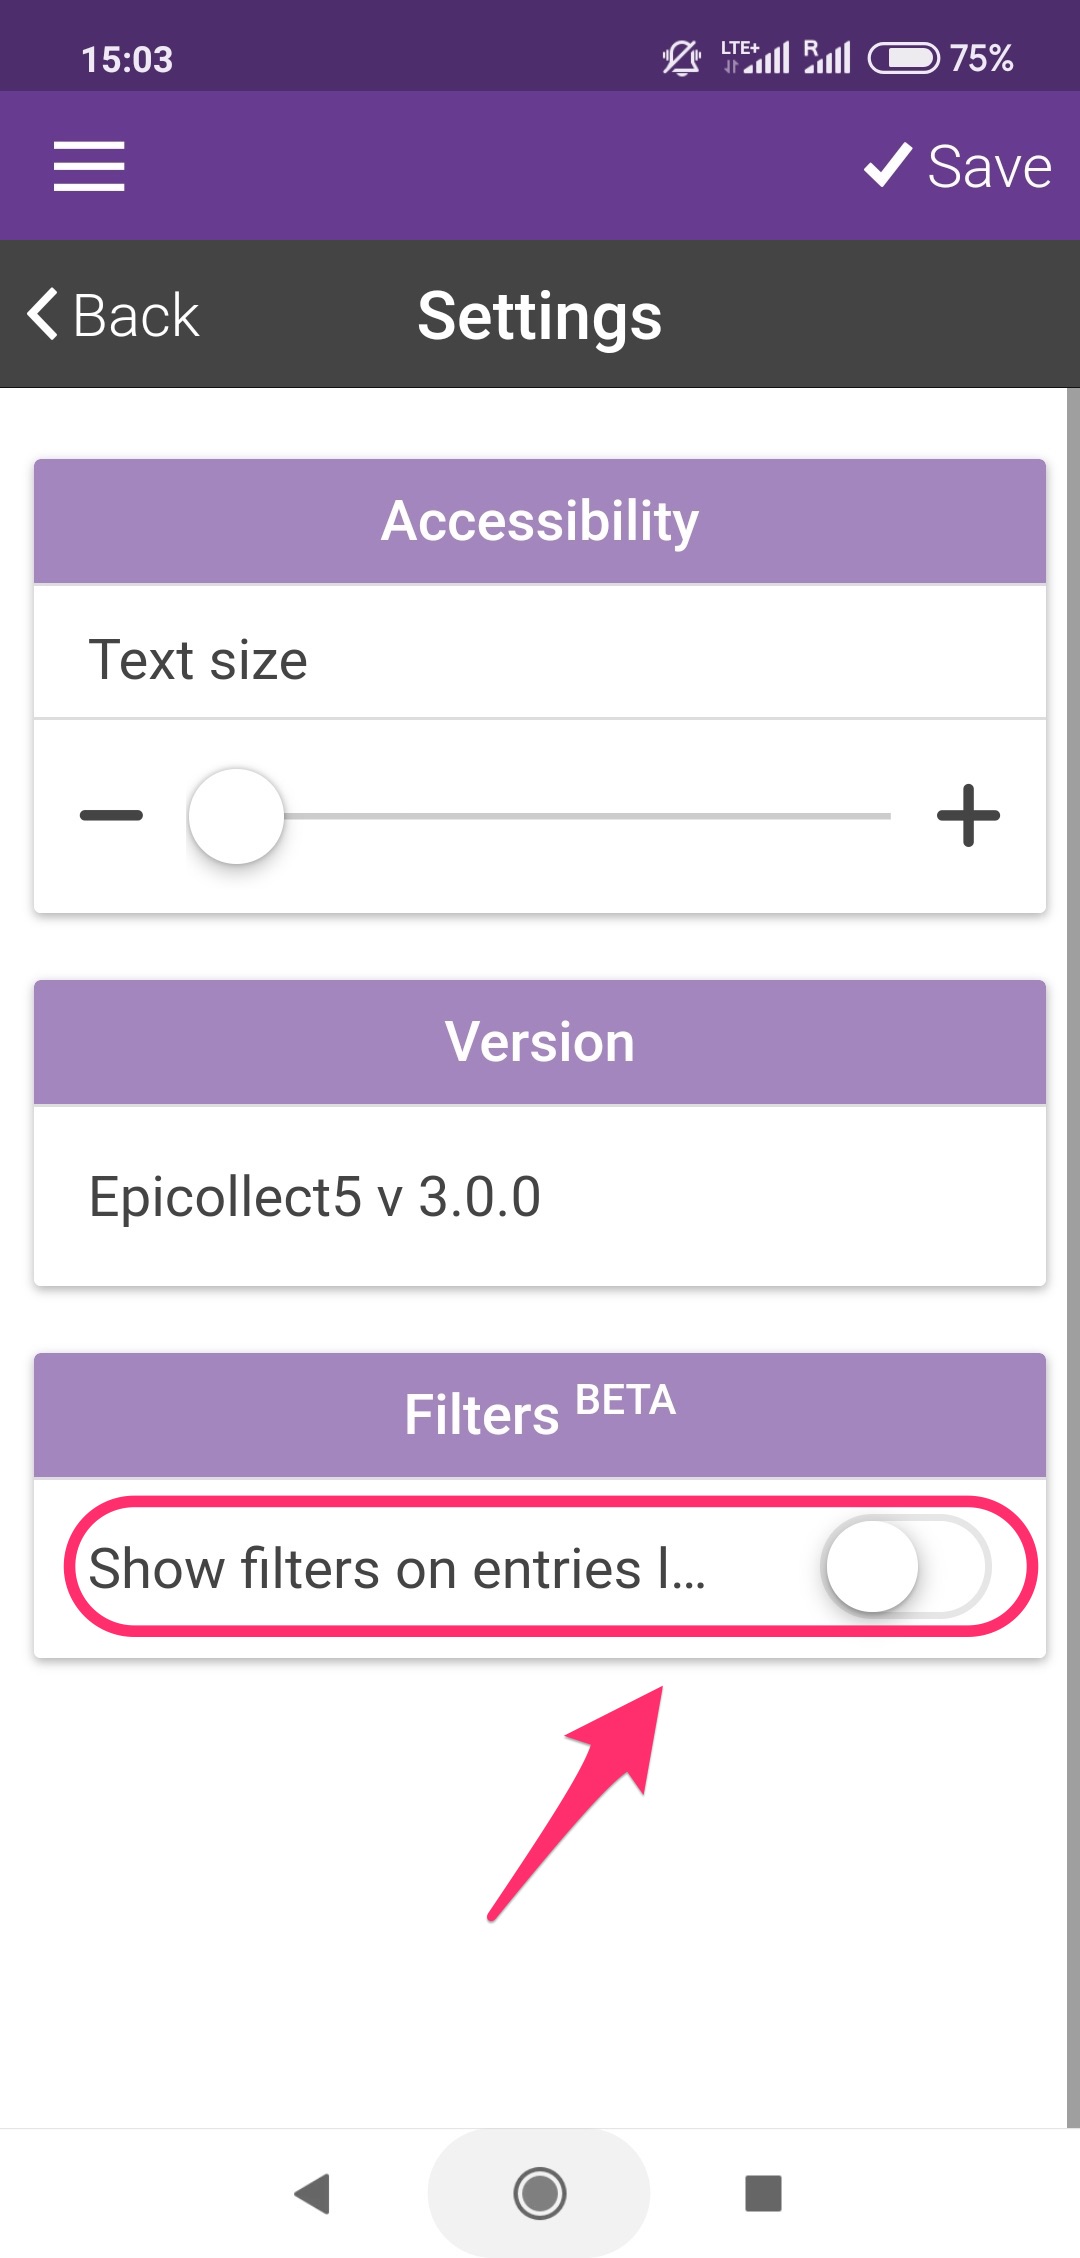 15:03 LTE+ R 75%
Save
Back Settings
Accessibility
Text size
Version
Epicollect5 v 3.0.0
Filters BETA
Show filters on entries l...